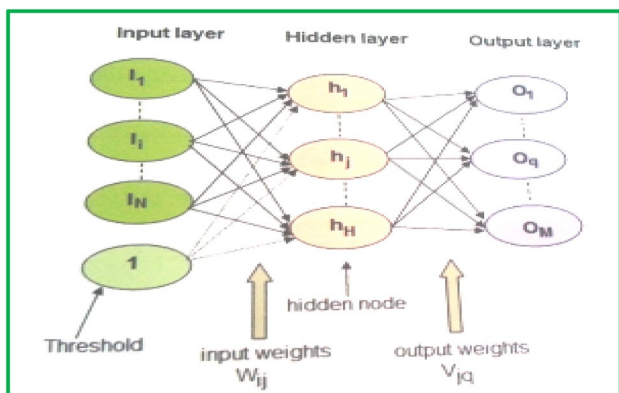 Input layer
Hidden layer
Output layer
I1
h1
O1
Ii
hj
Oq
IN
hH
OM
1
hidden node
Threshold
input weights
Wij
output weights
Vjq